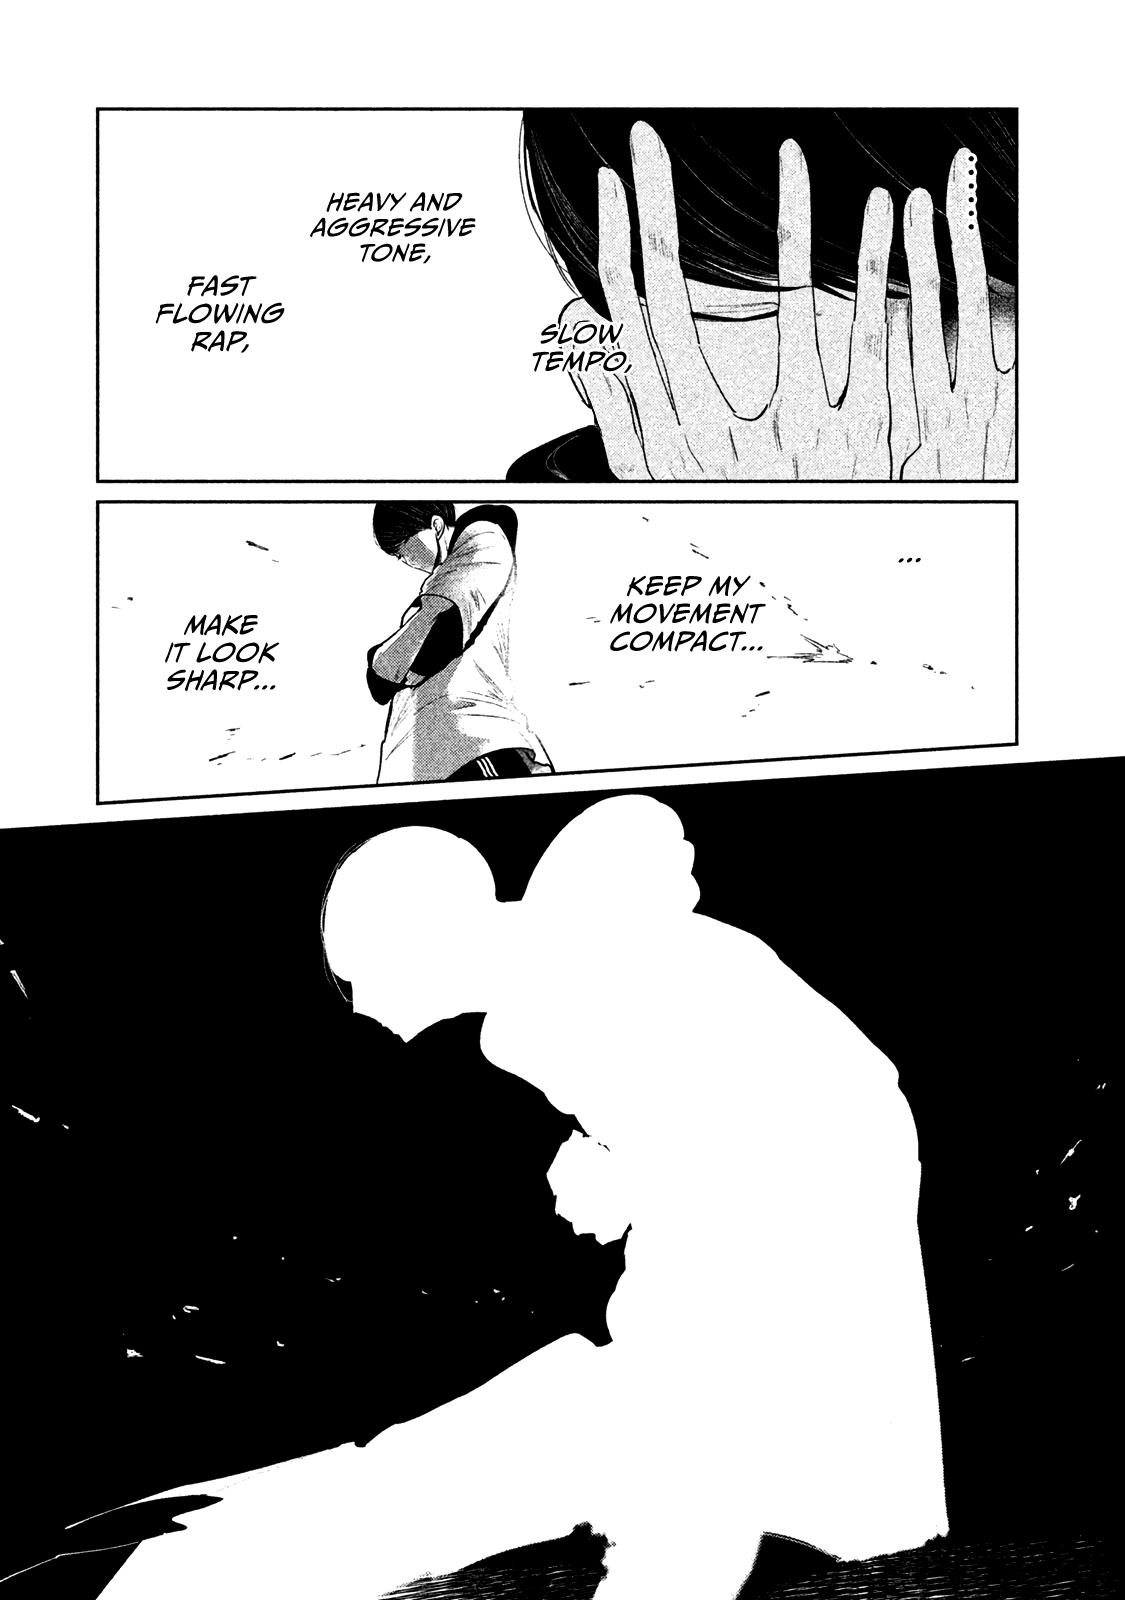 .......
SLOW
TEMPO,
HEAVY AND
AGGRESSIVE
TONE,
FAST
FLOWING
RAP,
...
KEEP MY
MOVEMENT
COMPACT...
MAKE
IT LOOK
SHARP...